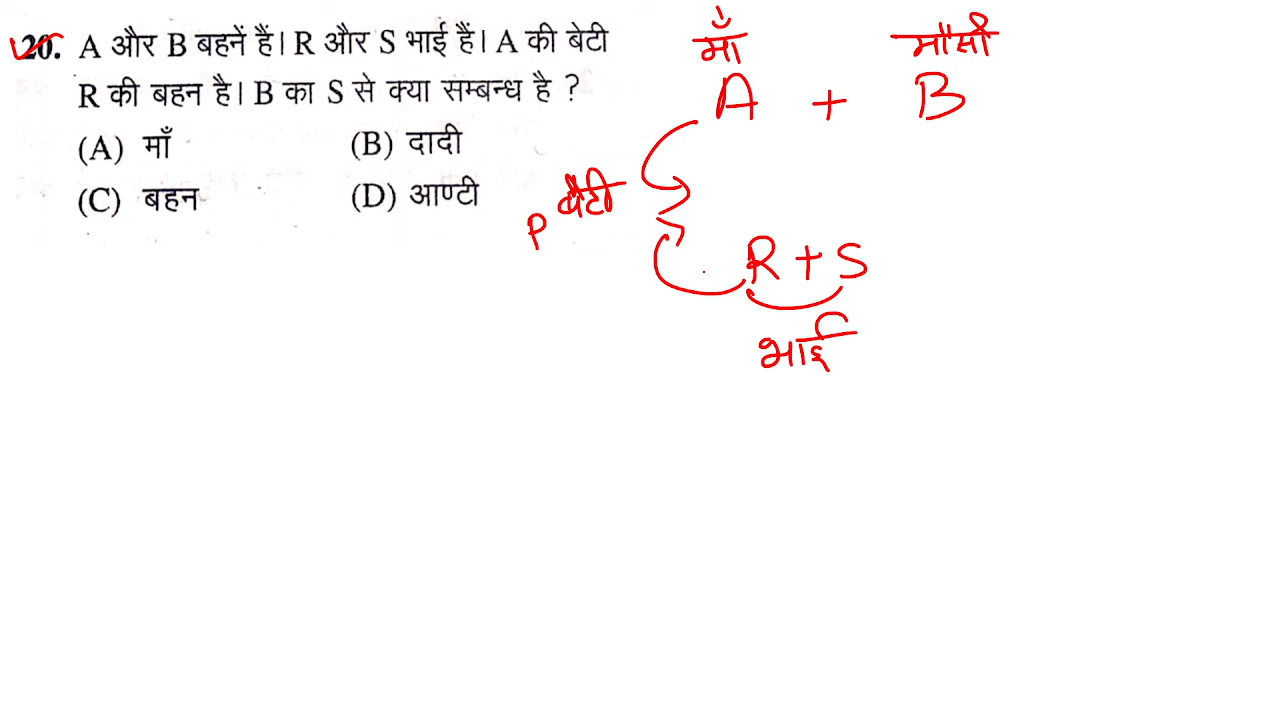 20. A और B बहनें हैं। R और S भाई हैं। A की बेटी
R की बहन है। B का S से क्या सम्बन्ध है ?
(A) माँ (B) दादी
(C) बहन (D) आण्टी
माँ मौसी
A + B
बेटी
P
R + S
भाई